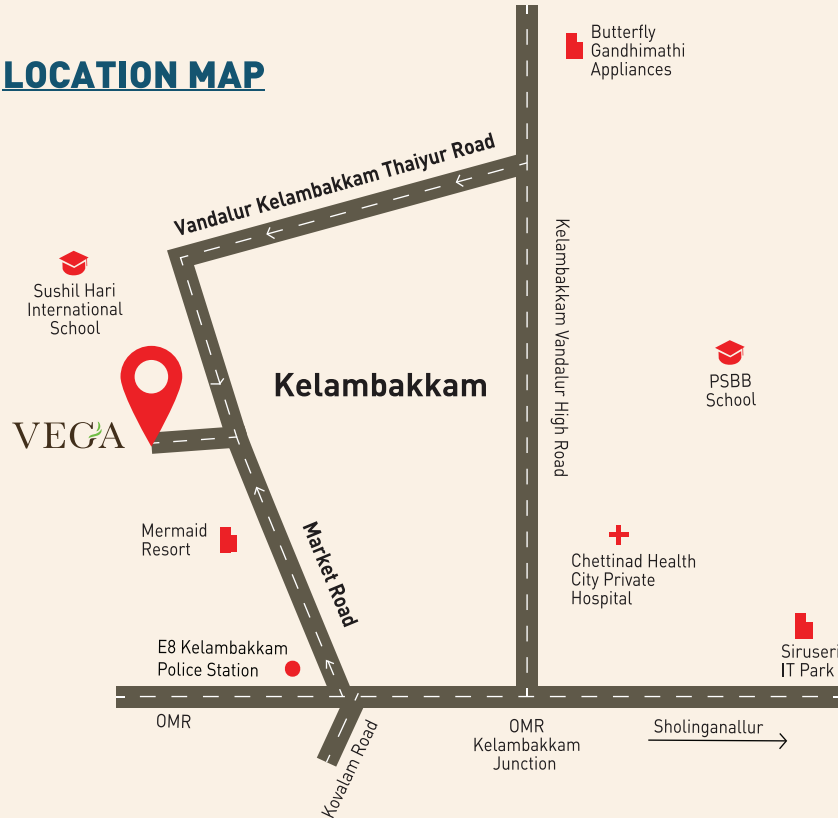 LOCATION MAP
Butterfly
Gandhimathi
Appliances
Vandalur Kelambakkam Thaiyur Road
Sushil Hari
International
School
Kelambakkam Vandalur High Road
Kelambakkam
PSBB
School
VEGA
Mermaid
Resort
Market Road
Chettinad Health
City Private
Hospital
E8 Kelambakkam
Police Station
Siruseri
IT Park
OMR
Kovalam Road
OMR
Kelambakkam
Junction
Sholinganallur